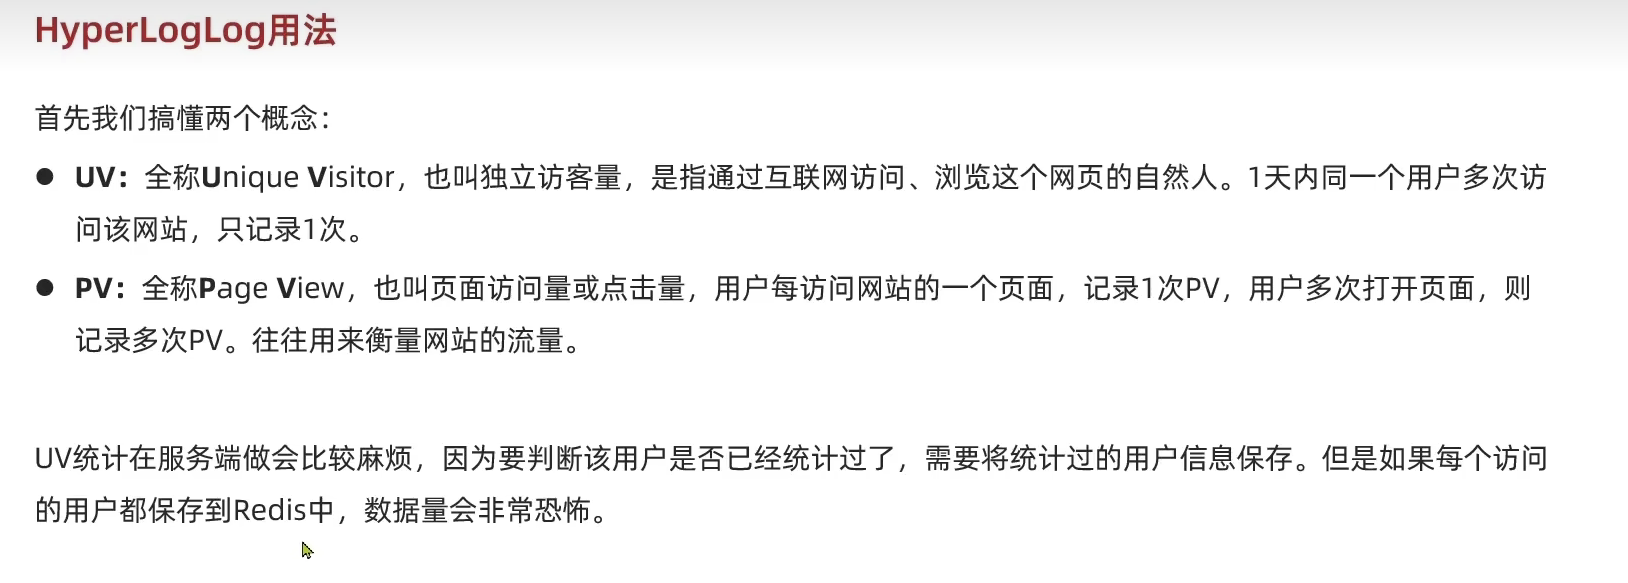 HyperLogLog用法
首先我们搞懂两个概念：
● UV：全称Unique Visitor，也叫独立访客量，是指通过互联网访问、浏览这个网页的自然人。1天内同一个用户多次访
问该网站，只记录1次。
● PV：全称Page View，也叫页面访问量或点击量，用户每访问网站的一个页面，记录1次PV，用户多次打开页面，则
记录多次PV。往往用来衡量网站的流量。
UV统计在服务端做会比较麻烦，因为要判断该用户是否已经统计过了，需要将统计过的用户信息保存。但是如果每个访问
的用户都保存到Redis中，数据量会非常恐怖。